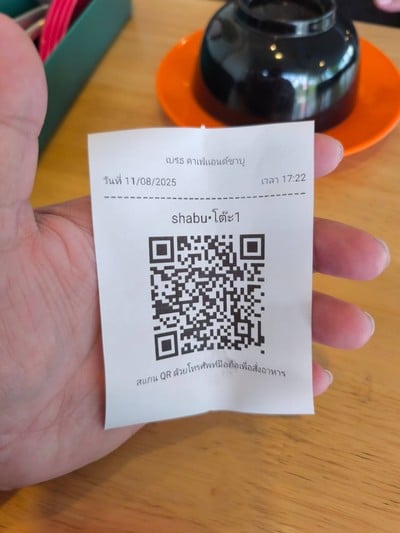 เบรธ คาเฟ่แอนด์ชาบู
วันที่ 11/08/2025 เวลา 17:22
shabu•โต๊ะ1
สแกน QR ด้วยโทรศัพท์มือถือเพื่อสั่งอาหาร